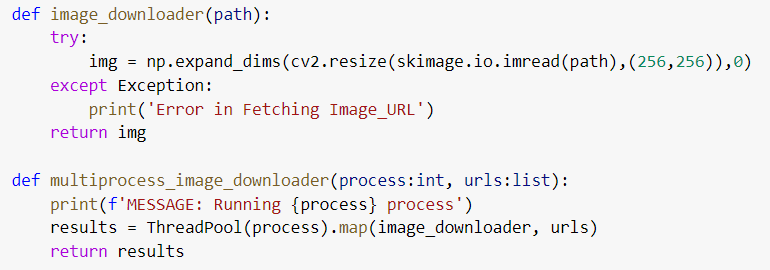 def image_downloader(path):
    try:
        img = np.expand_dims(cv2.resize(skimage.io.imread(path),(256,256)),0)
    except Exception:
        print('Error in Fetching Image_URL')
    return img

def multiprocess_image_downloader(process:int, urls:list):
    print(f'MESSAGE: Running {process} process')
    results = ThreadPool(process).map(image_downloader, urls)
    return results